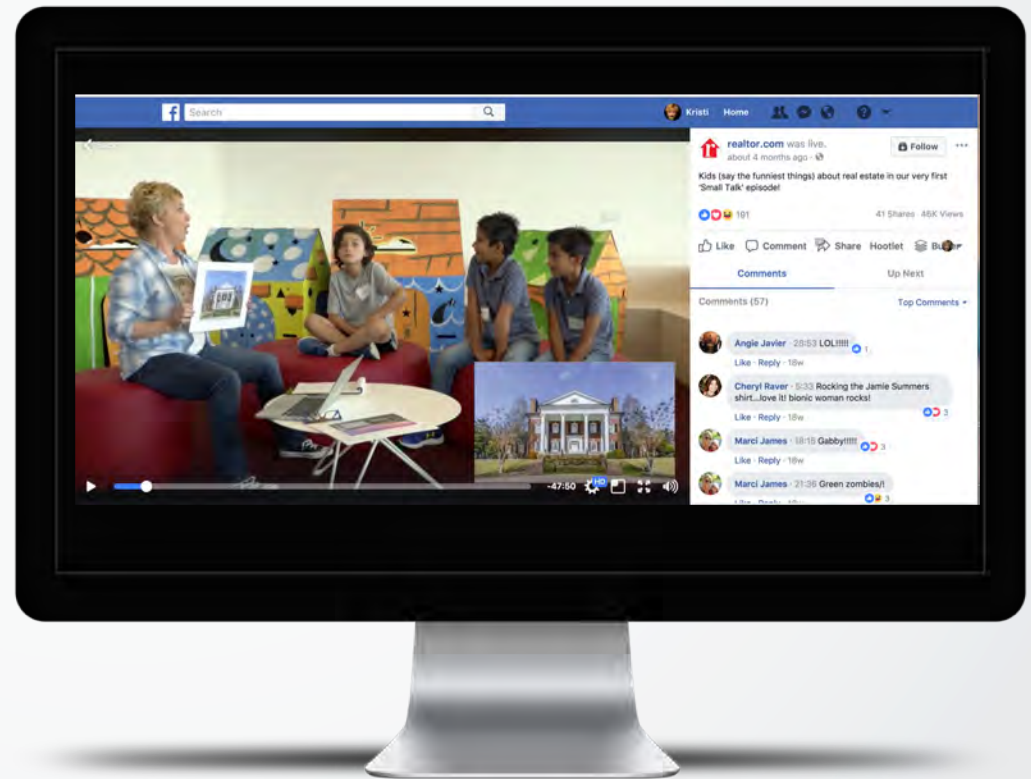 f
Search
Kristi Home
realtor.com was live.
about 4 months ago ·
Follow
Kids (say the funniest things) about real estate in our very first
'Small Talk' episode!
191
41 Shares 46K Views
Like Comment Share Hootlet
Comments Up Next
Comments (57) Top Comments
Angie Javier · 28:53 LOL!!!!! 1
Like · Reply · 18w
Cheryl Raver · 5:33 Rocking the Jamie Summers
shirt...love it! bionic woman rocks!
3
Like · Reply · 18w
Marci James · 18:18 Gabby!!!!! 3
Like · Reply · 18w
Marci James · 21:36 Green zombies/!
3
-47:50 HD